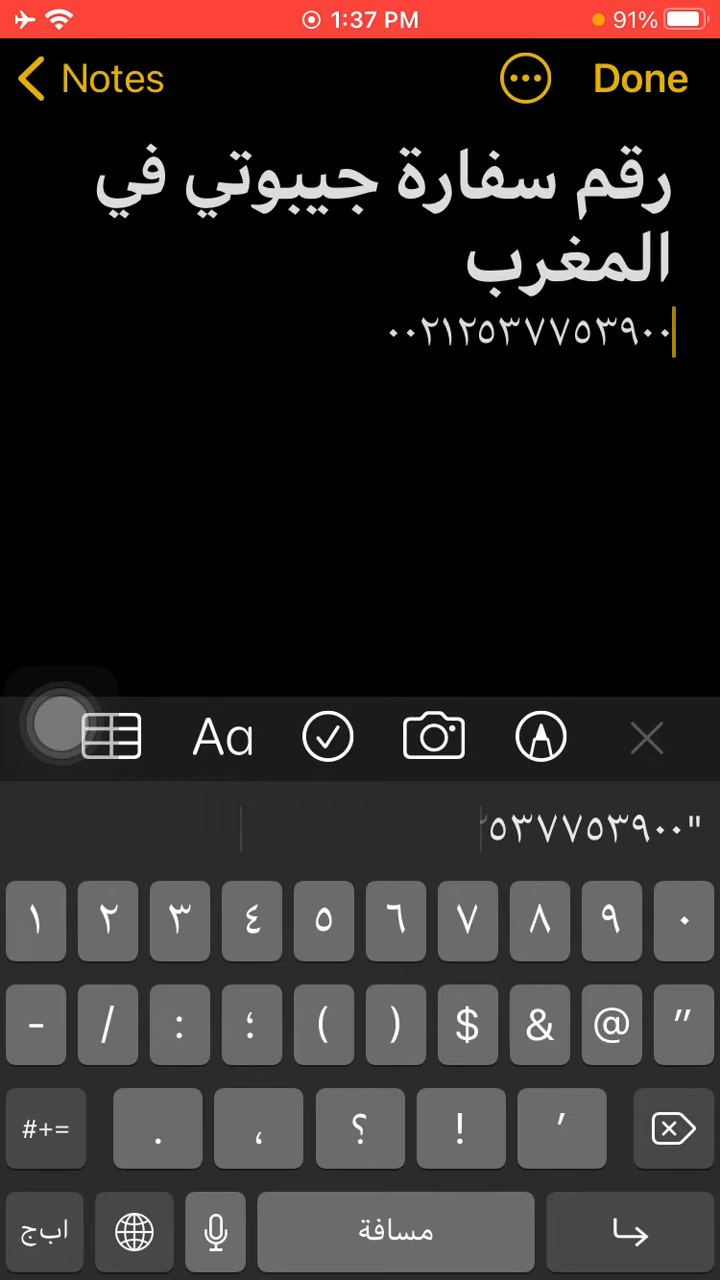 1:37 PM
91%
Notes
Done
رقم سفارة جيبوتي في
المغرب
٠٠٢١٢٥٣٧٧٥٣٩٠٠
Aa
٥٣٧٧٥٣٩٠٠"
١ ٢ ٣ ٤ ٥ ٦ ٧ ٨ ٩ ٠
- / : ؛ ( ) $ & @ "
#+= . ، ؟ ! '
اب‌ج
مسافة